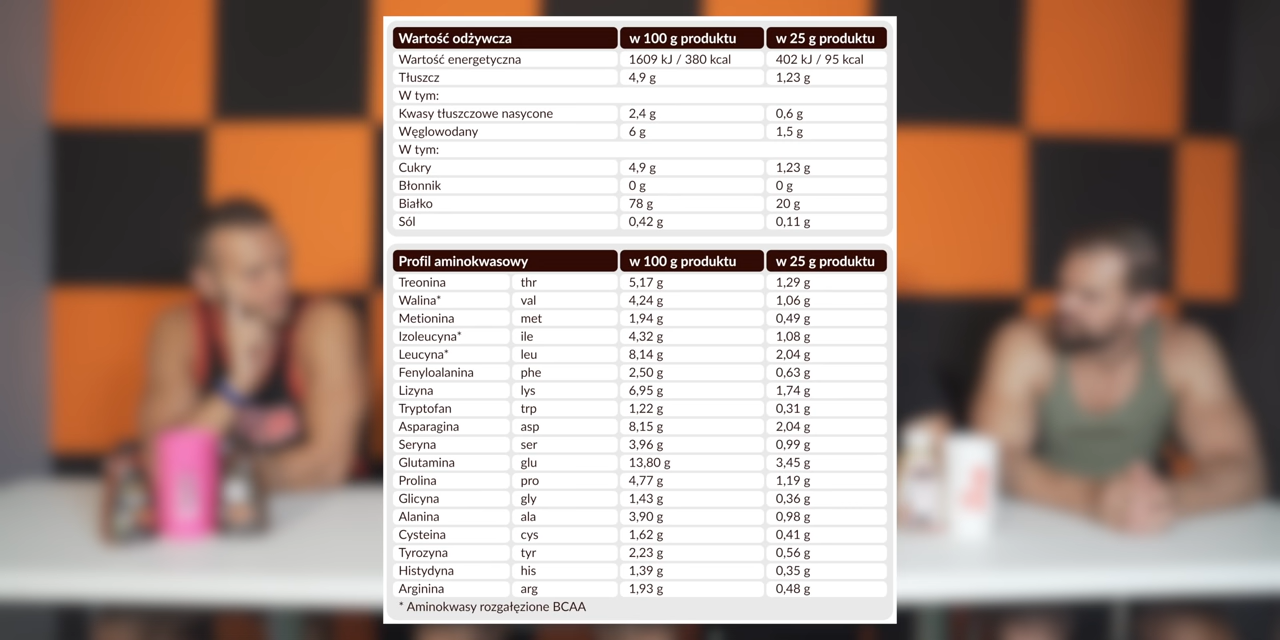 Wartość odżywcza w 100 g produktu w 25 g produktu
Wartość energetyczna 1609 kJ / 380 kcal 402 kJ / 95 kcal
Tłuszcz 4,9 g 1,23 g
W tym:
Kwasy tłuszczowe nasycone 2,4 g 0,6 g
Węglowodany 6 g 1,5 g
W tym:
Cukry 4,9 g 1,23 g
Błonnik 0 g 0 g
Białko 78 g 20 g
Sól 0,42 g 0,11 g
Profil aminokwasowy w 100 g produktu w 25 g produktu
Treonina thr 5,17 g 1,29 g
Walina* val 4,24 g 1,06 g
Metionina met 1,94 g 0,49 g
Izoleucyna* ile 4,32 g 1,08 g
Leucyna* leu 8,14 g 2,04 g
Fenyloalanina phe 2,50 g 0,63 g
Lizyna lys 6,95 g 1,74 g
Tryptofan trp 1,22 g 0,31 g
Asparagina asp 8,15 g 2,04 g
Seryna ser 3,96 g 0,99 g
Glutamina glu 13,80 g 3,45 g
Prolina pro 4,77 g 1,19 g
Glicyna gly 1,43 g 0,36 g
Alanina ala 3,90 g 0,98 g
Cysteina cys 1,62 g 0,41 g
Tyrozyna tyr 2,23 g 0,56 g
Histydyna his 1,39 g 0,35 g
Arginina arg 1,93 g 0,48 g
* Aminokwasy rozgałęzione BCAA